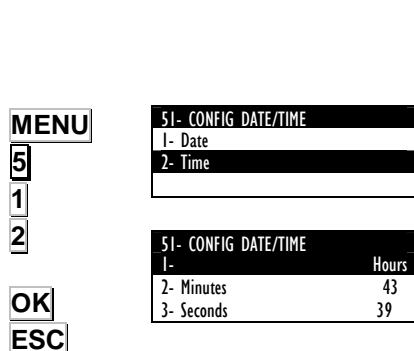 MENU
5
1
2
OK
ESC
51- CONFIG DATE/TIME
1- Date
2- Time
51- CONFIG DATE/TIME
1- Hours
2- Minutes 43
3- Seconds 39